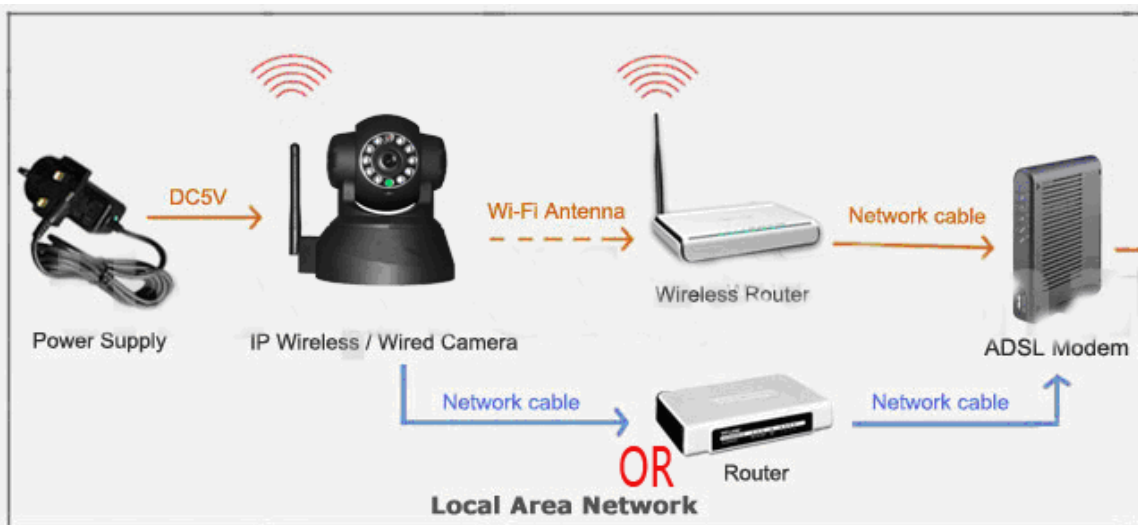 DC5V
Wi-Fi Antenna
Network cable
Wireless Router
Power Supply
IP Wireless / Wired Camera
ADSL Modem
Network cable
Network cable
OR
Router
Local Area Network